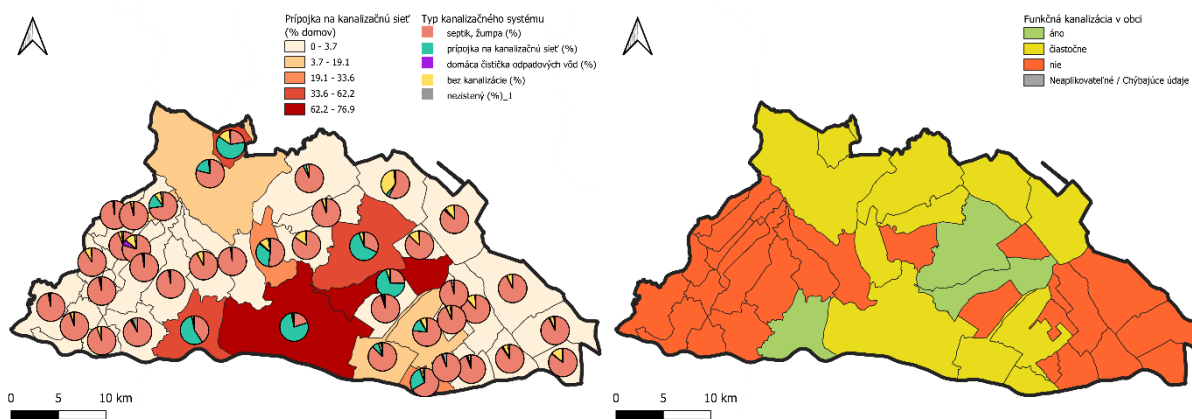 Prípojka na kanalizačnú sieť
(% domov)
0 - 3.7
3.7 - 19.1
19.1 - 33.6
33.6 - 62.2
62.2 - 76.9
Typ kanalizačného systému
septik, žumpa (%)
prípojka na kanalizačnú sieť (%)
domáca čistička odpadových vôd (%)
bez kanalizácie (%)
nezistený (%)_1
0 5 10 km
Funkčná kanalizácia v obci
áno
čiastočne
nie
Neaplikovateľné / Chýbajúce údaje
0 5 10 km